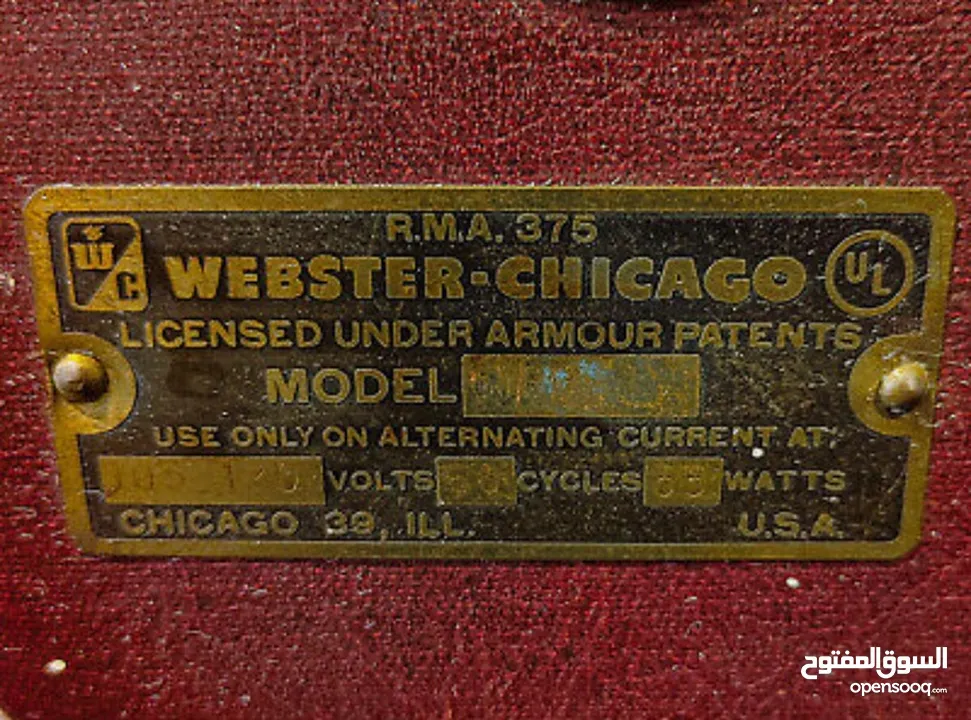 R.M.A. 375
WC WEBSTER-CHICAGO UL
LICENSED UNDER ARMOUR PATENTS
MODEL
USE ONLY ON ALTERNATING CURRENT AT:
VOLTS CYCLES WATTS
CHICAGO 39, ILL. U.S.A.
السوق المفتوح
opensooq.com